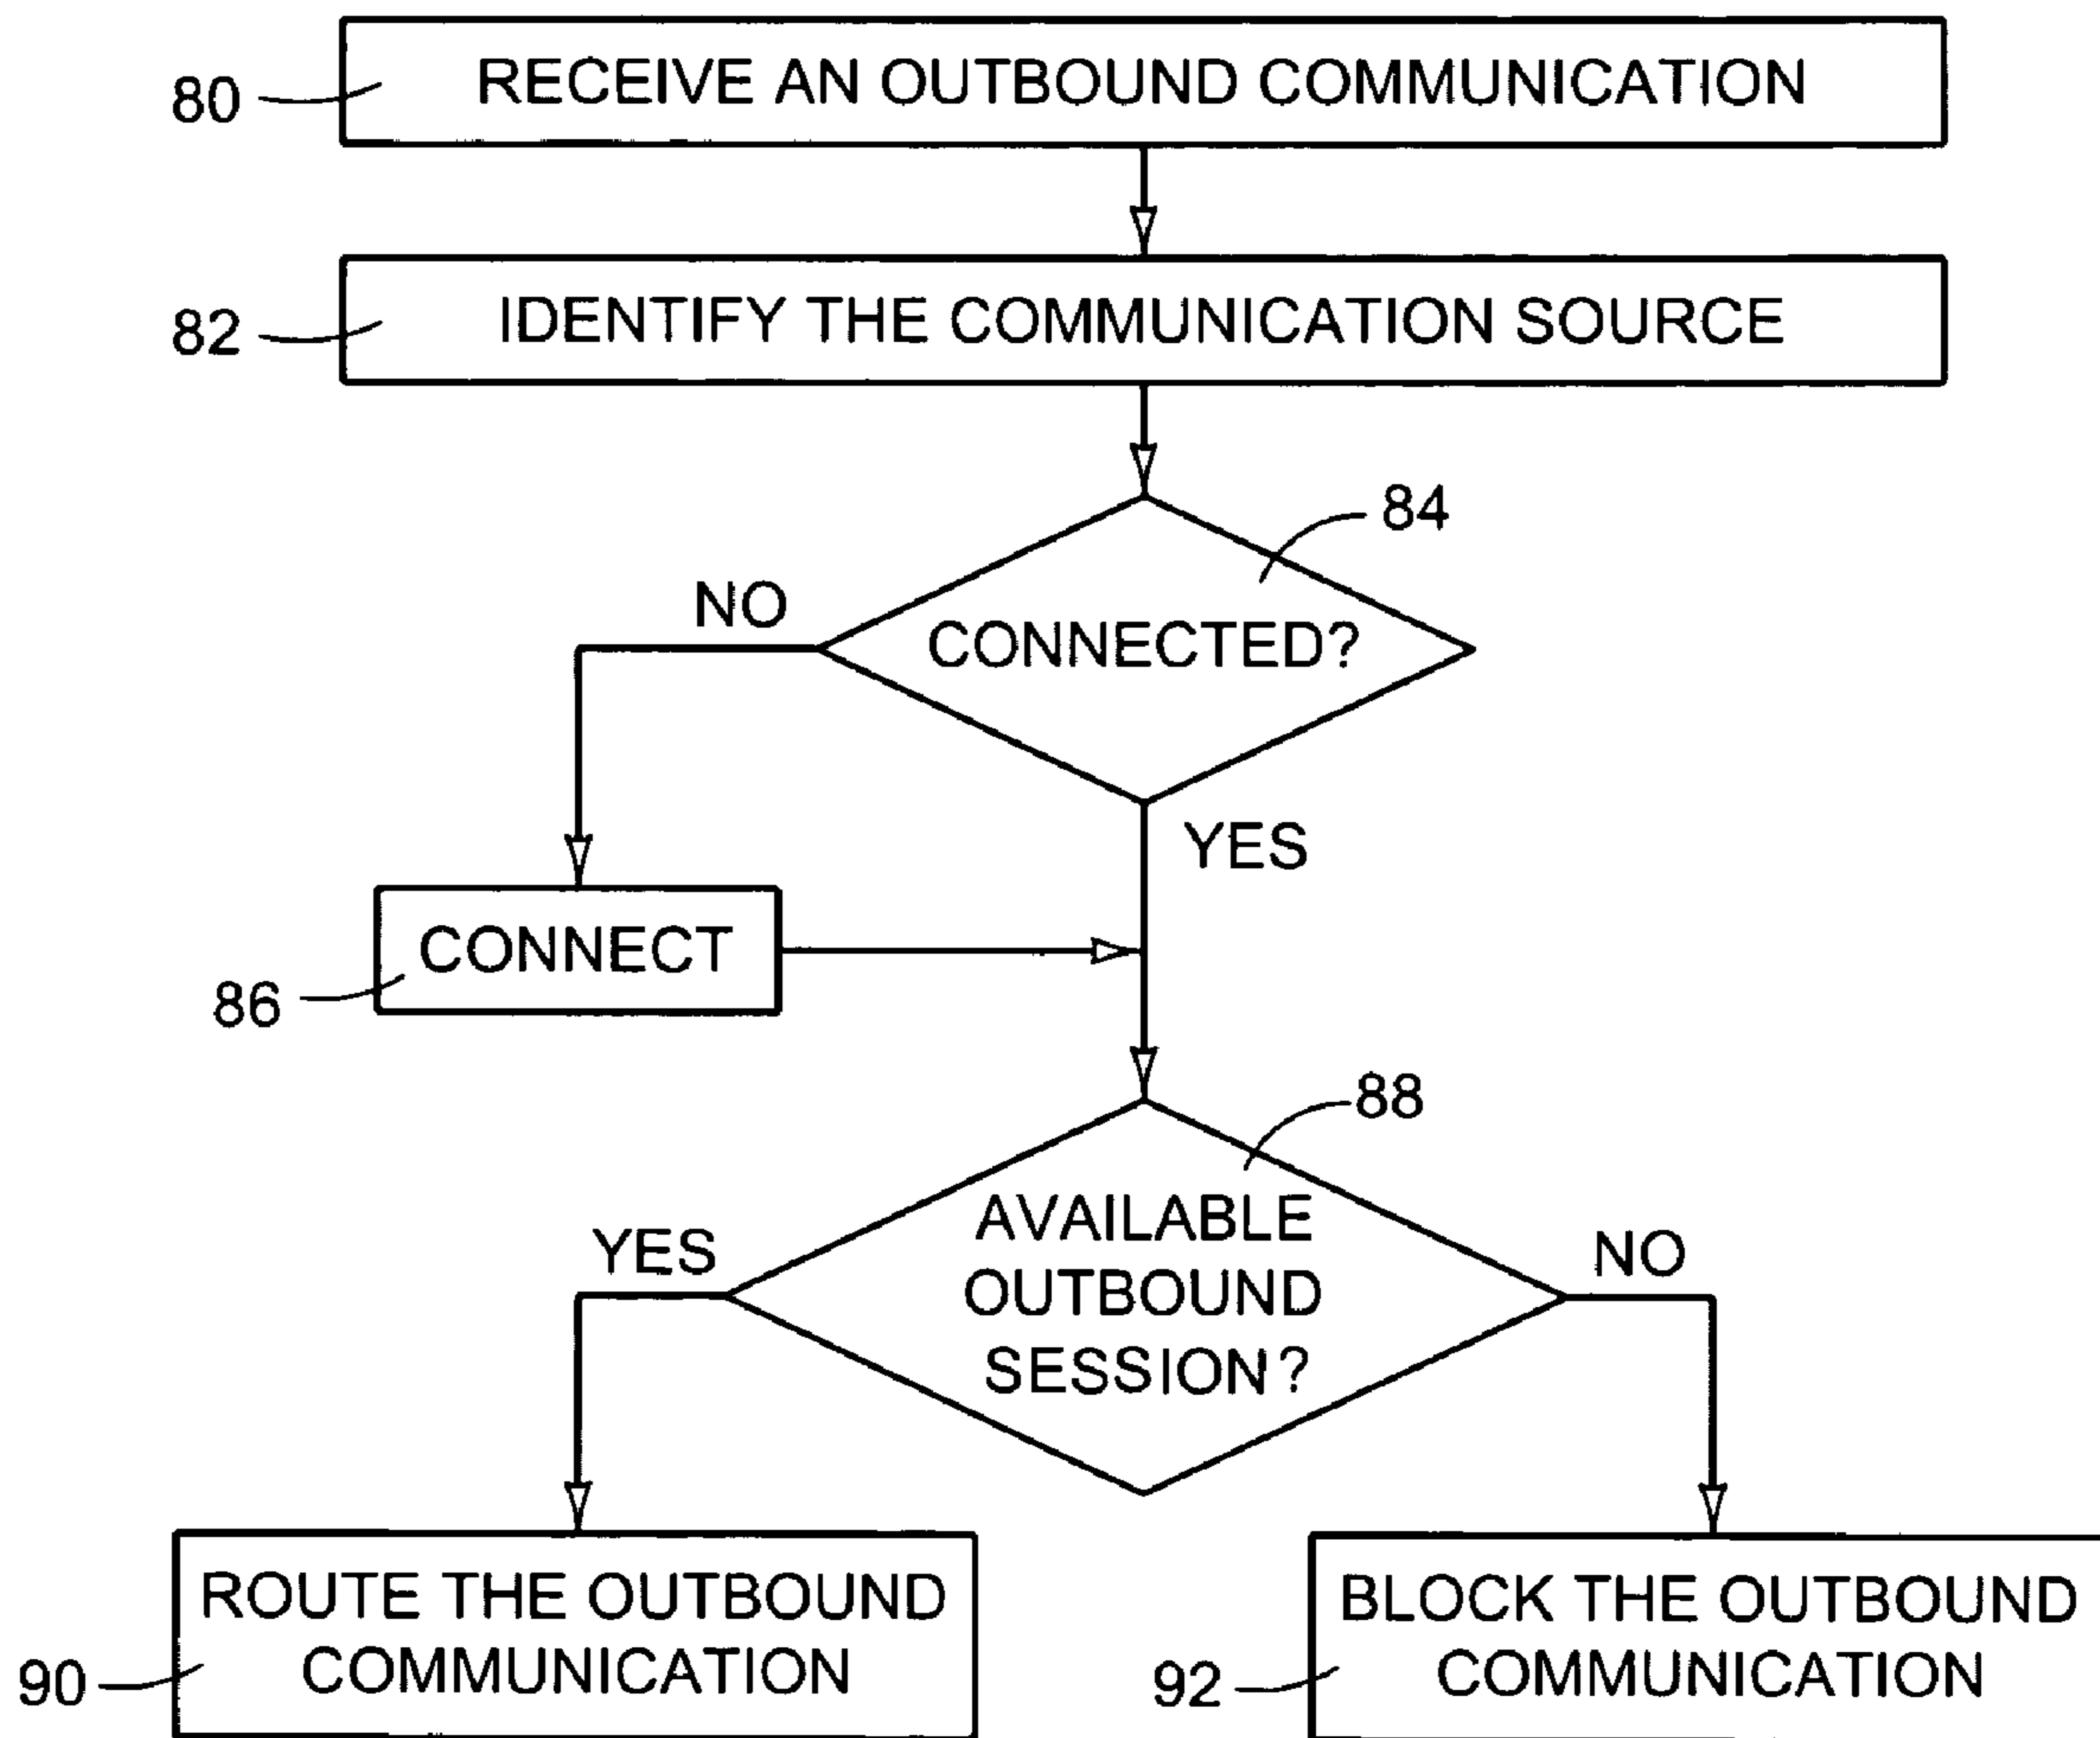 80
RECEIVE AN OUTBOUND COMMUNICATION
82
IDENTIFY THE COMMUNICATION SOURCE
84
NO
CONNECTED?
YES
CONNECT
86
88
AVAILABLE
OUTBOUND
SESSION?
YES
NO
ROUTE THE OUTBOUND
COMMUNICATION
90
BLOCK THE OUTBOUND
COMMUNICATION
92